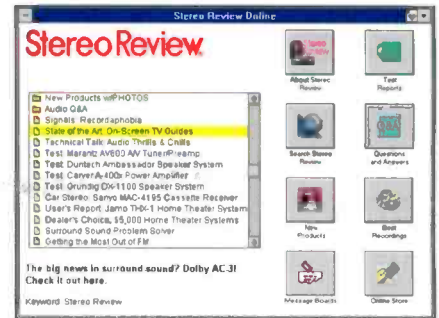 Stereo Review Online
Stereo Review
New Products w/PHOTOS
Audio Q&A
Signals: Recordaphobia
State of the Art: On-Screen TV Guides
Technical Talk: Audio Thrills & Chills
Test: Marantz AV600 A/V Tuner/Preamp
Test: Duntech Ambassador Speaker System
Test: Carver A-400x Power Amplifier
Test: Grundig DX-1100 Speaker System
Car Stereo: Sanyo MAC-4195 Cassette Receiver
User's Report: Jamo THX-1 Home Theater System
Dealer's Choice, $5,000 Home Theater Systems
Surround Sound Problem Solver
Getting the Most Out of FM
The big news in surround sound? Dolby AC-3!
Check it out here.
Keyword: Stereo Review
About Stereo
Review
Test
Reports
Search Stereo
Review
Q&A
Questions
and Answers
New
Products
Best
Recordings
Message Boards
Online Store